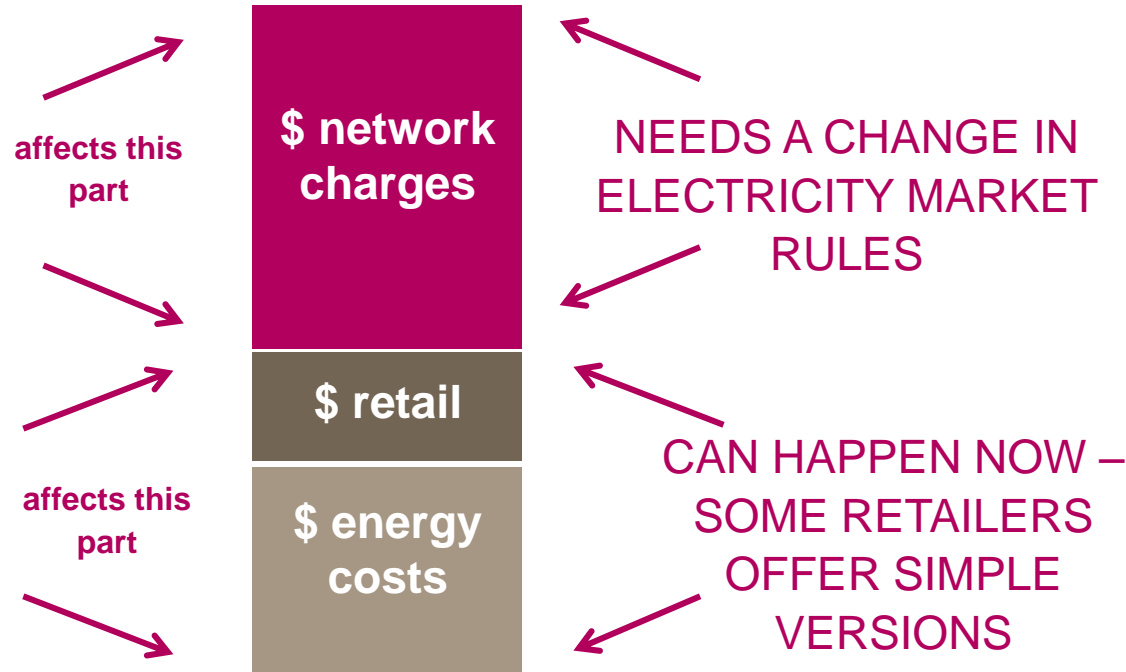 affects this
part
$ network
charges
NEEDS A CHANGE IN
ELECTRICITY MARKET
RULES
$ retail
affects this
part
$ energy
costs
CAN HAPPEN NOW –
SOME RETAILERS
OFFER SIMPLE
VERSIONS